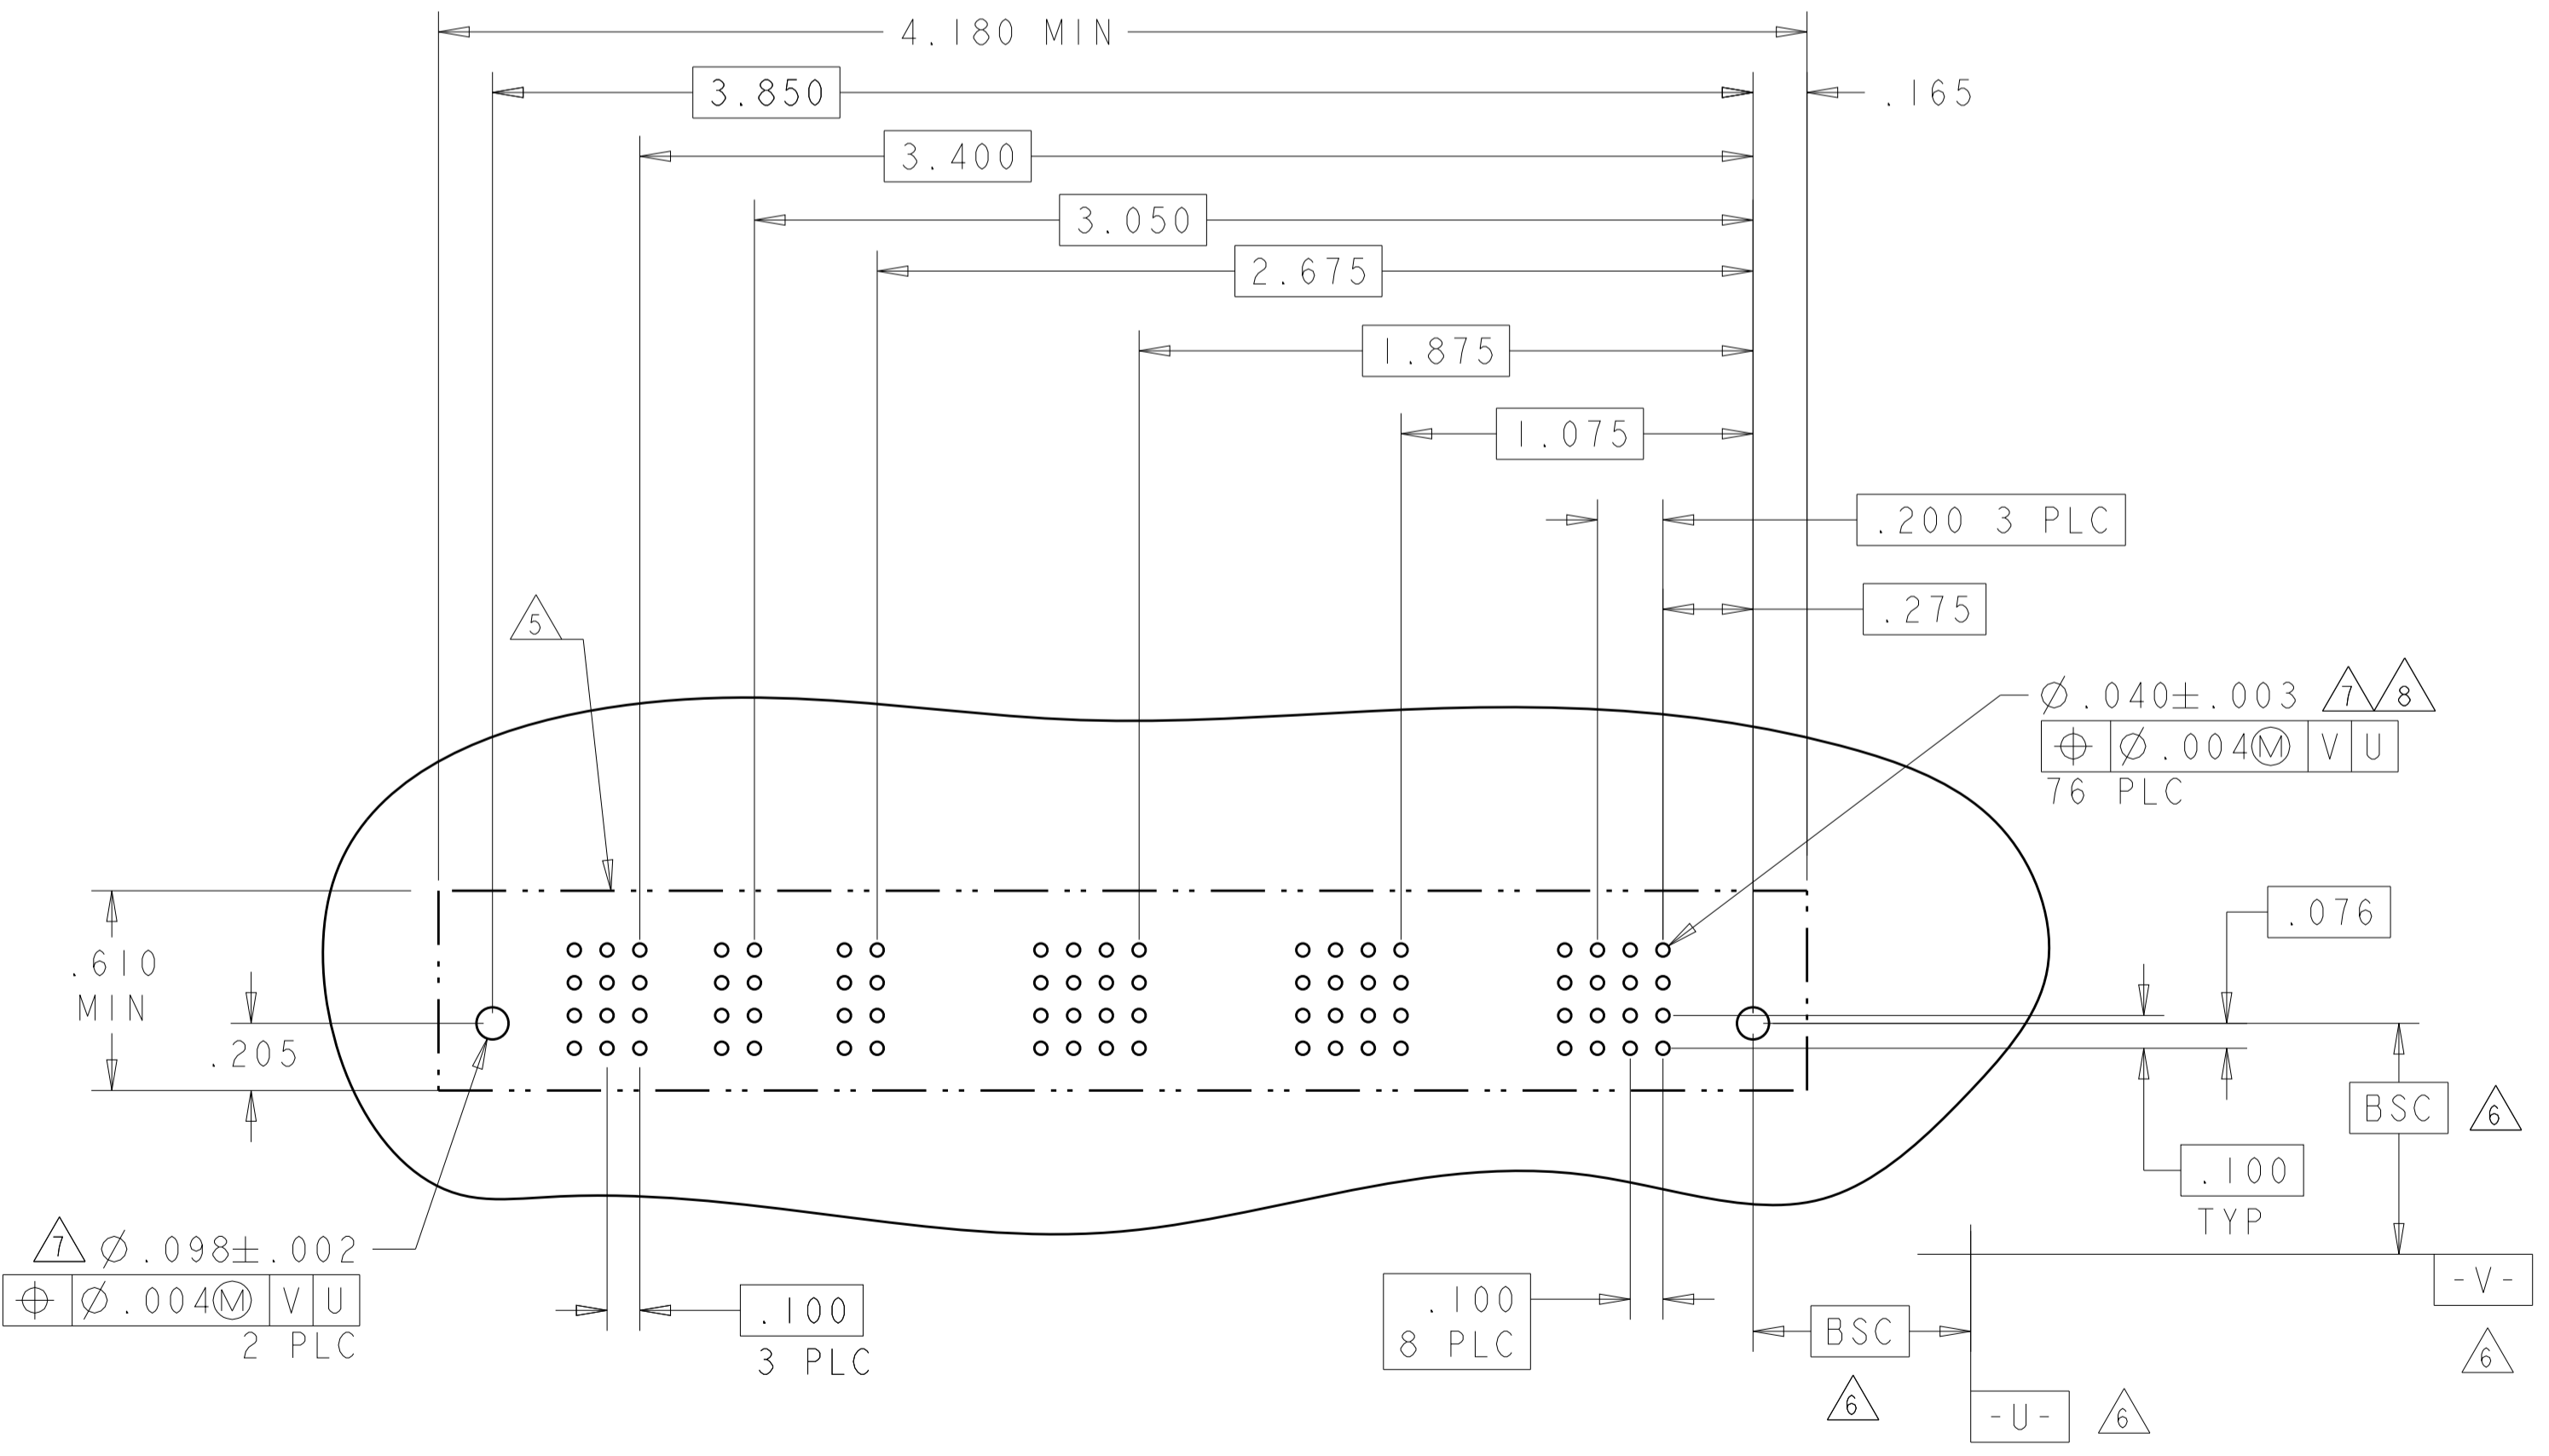 4.180 MIN
3.850
.165
3.400
3.050
2.675
1.875
1.075
.200 3 PLC
.275
5
⌀.040±.003 7 8
⌖ ⌀.004Ⓜ V U
76 PLC
.076
.610
MIN
.205
BSC 6
.100
TYP
7 ⌀.098±.002
⌖ ⌀.004Ⓜ V U
2 PLC
.100
3 PLC
.100
8 PLC
BSC
6
-V-
6
-U- 6